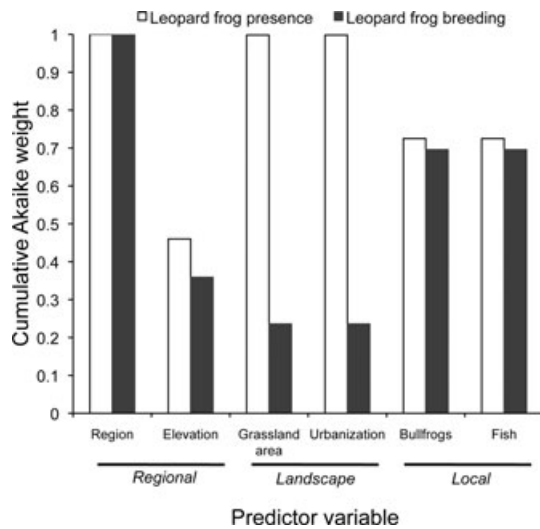 Leopard frog presence Leopard frog breeding
Cumulative Akaike weight
1
0.9
0.8
0.7
0.6
0.5
0.4
0.3
0.2
0.1
0
Region Elevation Grassland area Urbanization Bullfrogs Fish
Regional Landscape Local
Predictor variable